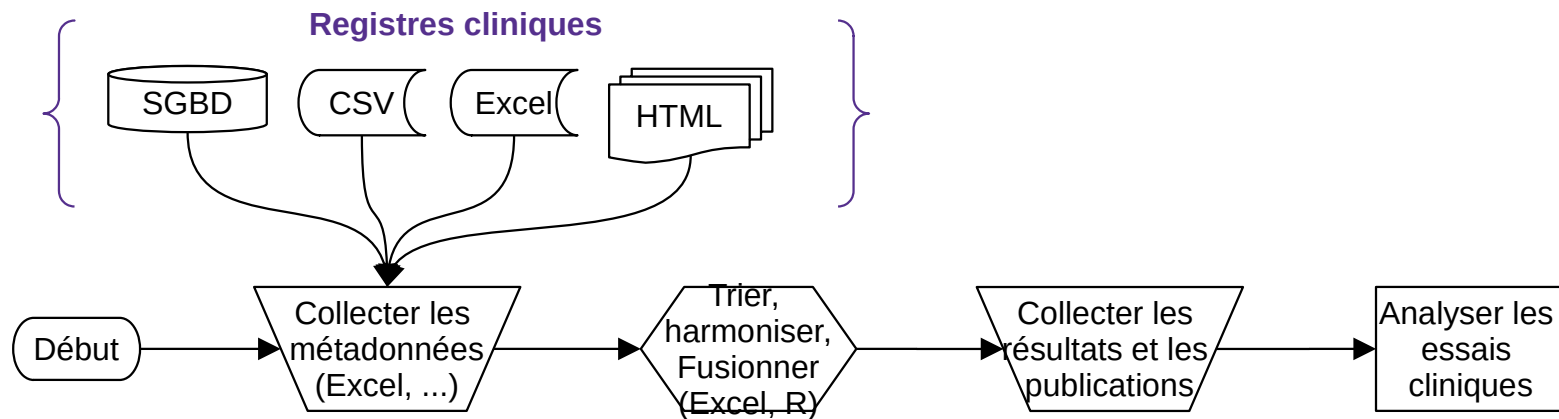 Registres cliniques
SGBD
CSV
Excel
HTML
Début
Collecter les
métadonnées
(Excel, ...)
Trier,
harmoniser,
Fusionner
(Excel, R)
Collecter les
résultats et les
publications
Analyser les
essais
cliniques